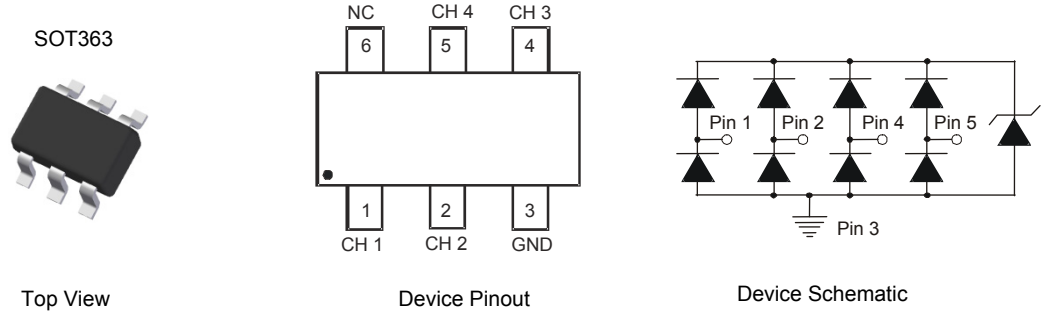 SOT363
NC CH 4 CH 3
6 5 4
1 2 3
CH 1 CH 2 GND
Pin 1 Pin 2 Pin 4 Pin 5
Pin 3
Top View
Device Pinout
Device Schematic